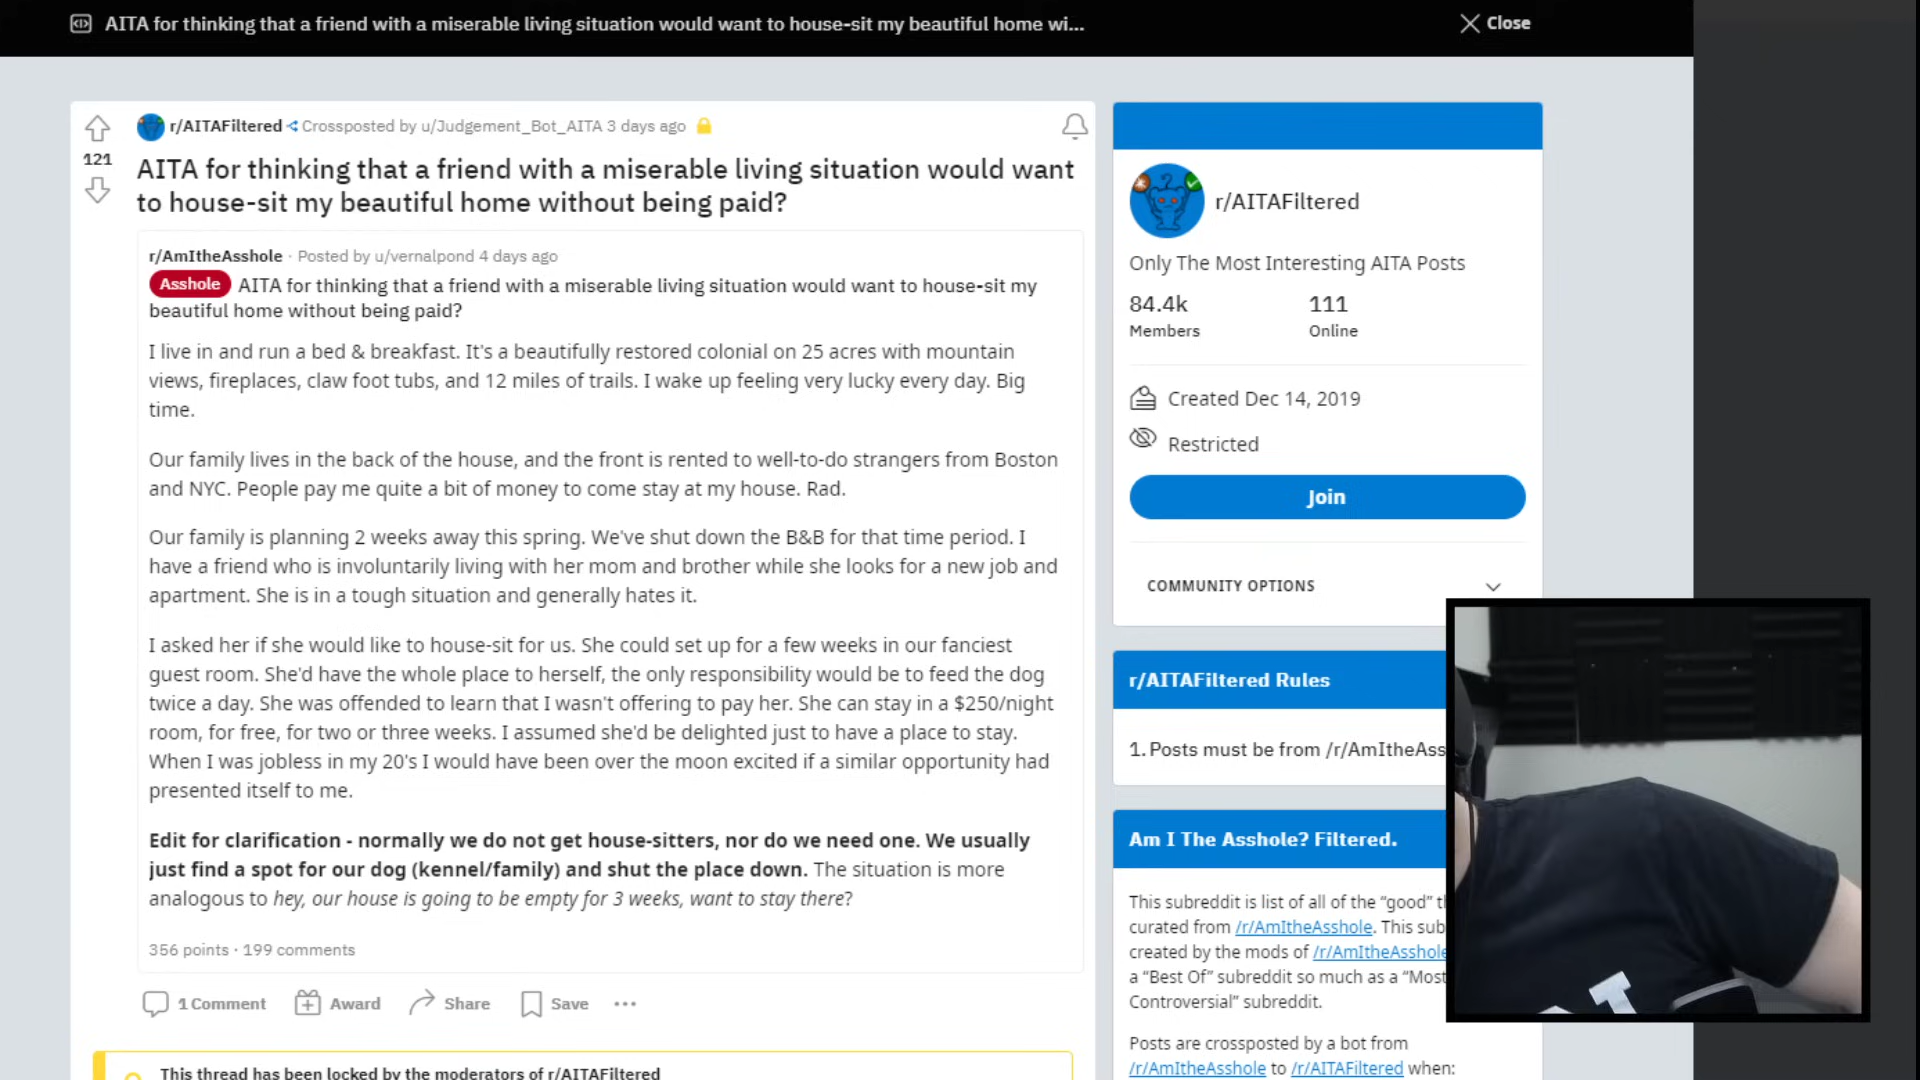 AITA for thinking that a friend with a miserable living situation would want to house-sit my beautiful home wi...
Close
121
r/AITAFiltered Crossposted by u/Judgement_Bot_AITA 3 days ago
AITA for thinking that a friend with a miserable living situation would want
to house-sit my beautiful home without being paid?
r/AmItheAsshole · Posted by u/vernalpond 4 days ago
Asshole AITA for thinking that a friend with a miserable living situation would want to house-sit my
beautiful home without being paid?
I live in and run a bed & breakfast. It's a beautifully restored colonial on 25 acres with mountain
views, fireplaces, claw foot tubs, and 12 miles of trails. I wake up feeling very lucky every day. Big
time.
Our family lives in the back of the house, and the front is rented to well-to-do strangers from Boston
and NYC. People pay me quite a bit of money to come stay at my house. Rad.
Our family is planning 2 weeks away this spring. We've shut down the B&B for that time period. I
have a friend who is involuntarily living with her mom and brother while she looks for a new job and
apartment. She is in a tough situation and generally hates it.
I asked her if she would like to house-sit for us. She could set up for a few weeks in our fanciest
guest room. She'd have the whole place to herself, the only responsibility would be to feed the dog
twice a day. She was offended to learn that I wasn't offering to pay her. She can stay in a $250/night
room, for free, for two or three weeks. I assumed she'd be delighted just to have a place to stay.
When I was jobless in my 20's I would have been over the moon excited if a similar opportunity had
presented itself to me.
Edit for clarification - normally we do not get house-sitters, nor do we need one. We usually
just find a spot for our dog (kennel/family) and shut the place down. The situation is more
analogous to hey, our house is going to be empty for 3 weeks, want to stay there?
356 points · 199 comments
1 Comment Award Share Save
This thread has been locked by the moderators of r/AITAFiltered
r/AITAFiltered
Only The Most Interesting AITA Posts
84.4k 111
Members Online
Created Dec 14, 2019
Restricted
Join
COMMUNITY OPTIONS
r/AITAFiltered Rules
1. Posts must be from /r/AmItheAss
Am I The Asshole? Filtered.
This subreddit is list of all of the “good” t
curated from /r/AmItheAsshole. This sub
created by the mods of /r/AmItheAsshole
a “Best Of” subreddit so much as a “Most
Controversial” subreddit.
Posts are crossposted by a bot from
/r/AmItheAsshole to /r/AITAFiltered when: